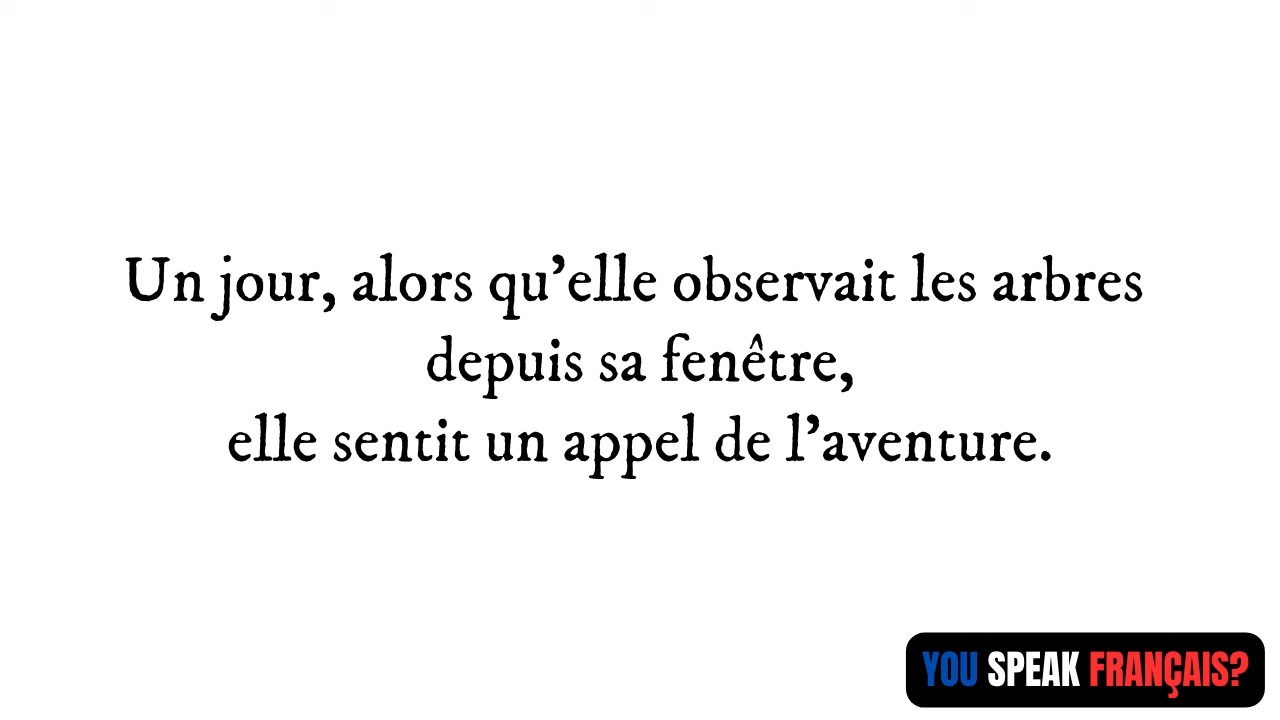 Un jour, alors qu’elle observait les arbres
depuis sa fenêtre,
elle sentit un appel de l’aventure.
YOU SPEAK FRANÇAIS?